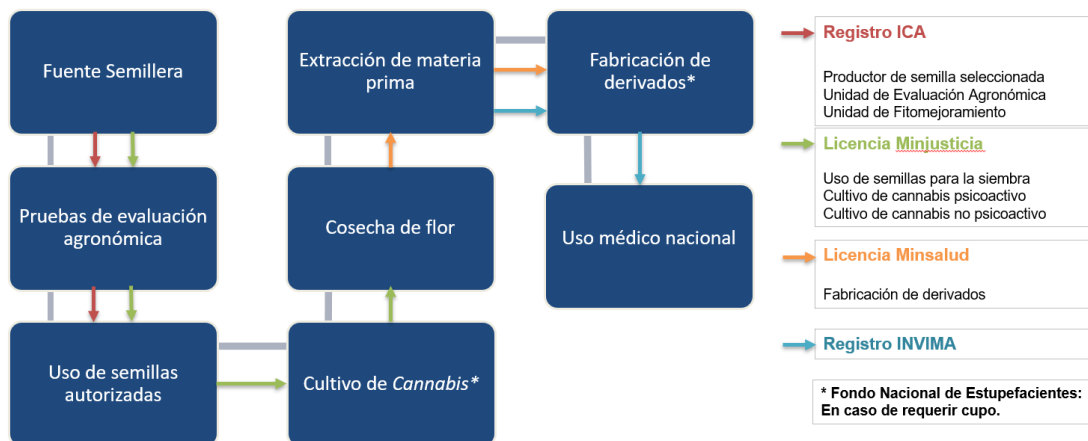 Fuente Semillera
Pruebas de evaluación
agronómica
Uso de semillas
autorizadas
Cultivo de Cannabis*
Cosecha de flor
Extracción de materia
prima
Fabricación de
derivados*
Uso médico nacional
Registro ICA
Productor de semilla seleccionada
Unidad de Evaluación Agronómica
Unidad de Fitomejoramiento
Licencia Minjusticia
Uso de semillas para la siembra
Cultivo de cannabis psicoactivo
Cultivo de cannabis no psicoactivo
Licencia Minsalud
Fabricación de derivados
Registro INVIMA
* Fondo Nacional de Estupefacientes:
En caso de requerir cupo.